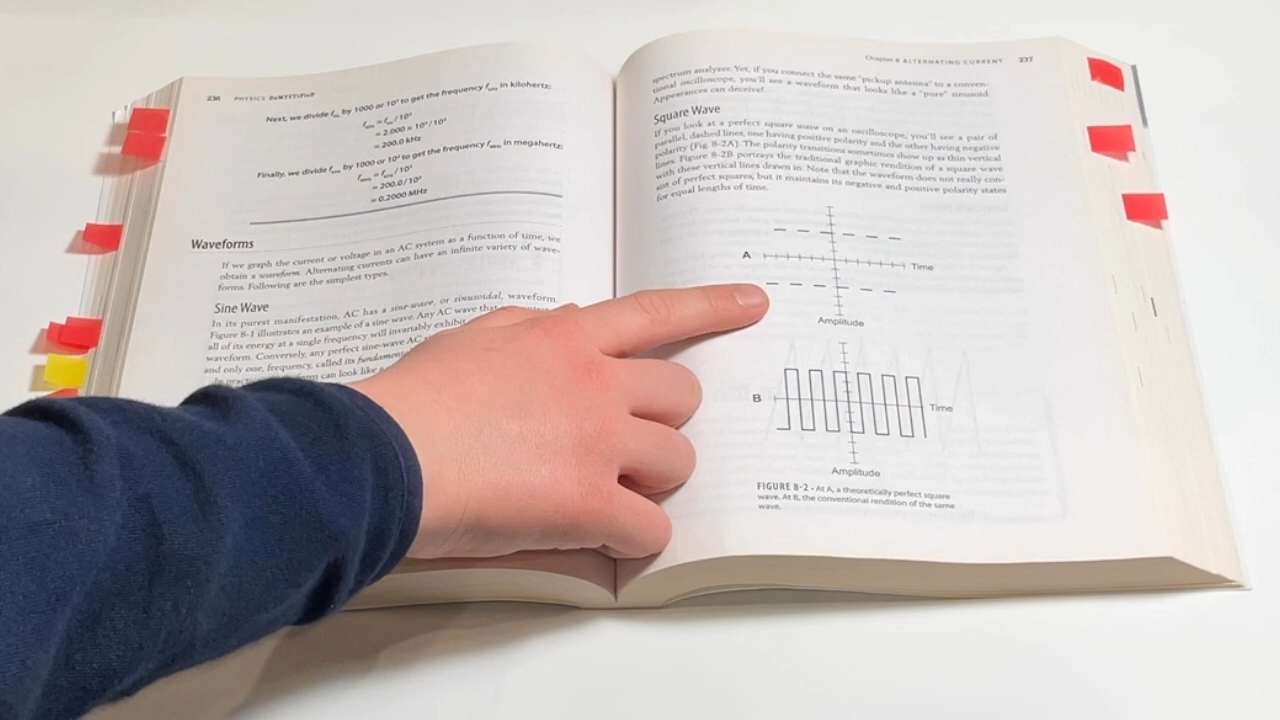 236 PHYSICS DeMYSTiFieD
Next, we divide f by 1000 or 10³ to get the frequency f in kilohertz:
= 200.0 kHz
Finally, we divide f by 1000 or 10³ to get the frequency f in megahertz:
= 200.0/10³
= 0.2000 MHz
Waveforms
If we graph the current or voltage in an AC system as a function of time, we
obtain a waveform. Alternating currents can have an infinite variety of wave-
forms. Following are the simplest types.
Sine Wave
In its purest manifestation, AC has a sine-wave, or sinusoidal, waveform.
Figure 8-1 illustrates an example of a sine wave. Any AC wave that
all of its energy at a single frequency will invariably exhibit
waveform. Conversely, any perfect sine-wave AC
and only one, frequency, called its
can look like
Chapter 8 ALTERNATING CURRENT 237
spectrum analyzer. Yet, if you connect the same "pickup antenna" to a conven-
tional oscilloscope, you'll see a waveform that looks like a "pure" sinusoid.
Appearances can deceive!
Square Wave
If you look at a perfect square wave on an oscilloscope, you'll see a pair of
parallel, dashed lines, one having positive polarity and the other having negative
polarity (Fig. 8-2A). The polarity transitions sometimes show up as thin vertical
lines. Figure 8-2B portrays the traditional graphic rendition of a square wave
with these vertical lines drawn in. Note that the waveform does not really con-
sist of perfect squares, but it maintains its negative and positive polarity states
for equal lengths of time.
A
Time
Amplitude
B
Time
Amplitude
FIGURE 8-2 • At A, a theoretically perfect square
wave. At B, the conventional rendition of the same
wave.